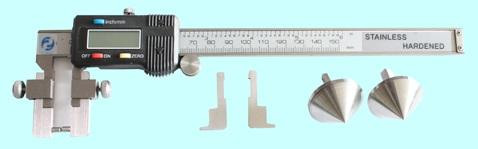 inch/mm
OFF ON ZERO
70 80 90 100 110 120 130 140 150
STAINLESS
HARDENED